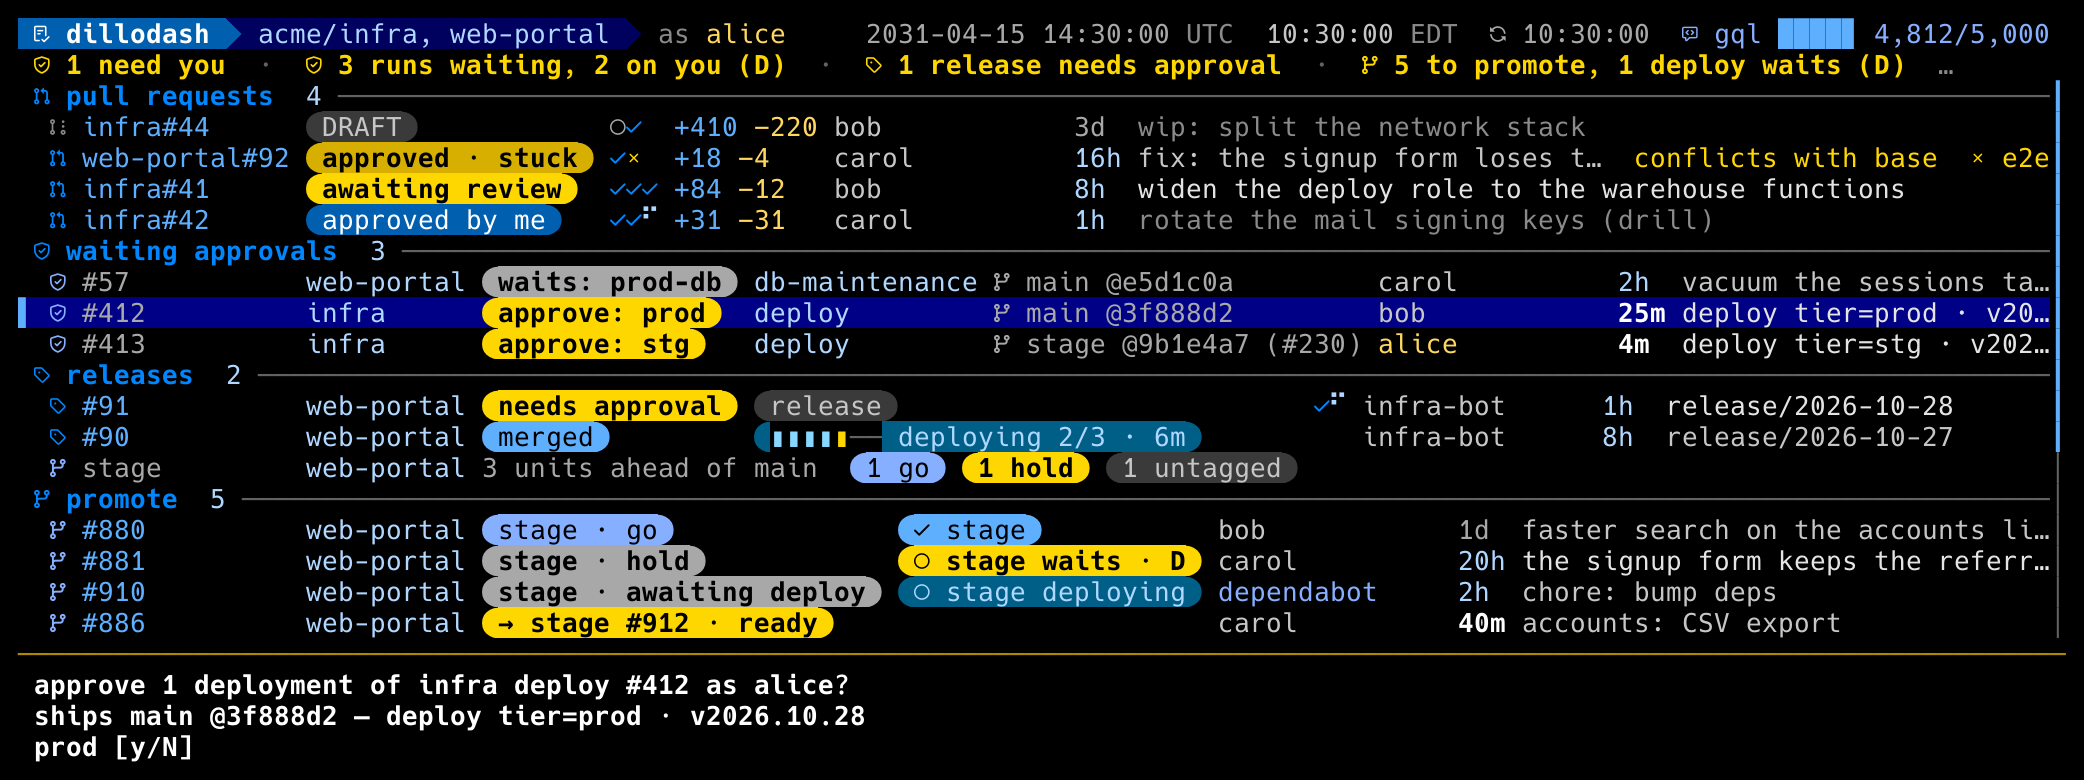 dillodash acme/infra, web-portal as alice 2031-04-15 14:30:00 UTC 10:30:00 EDT 10:30:00 gql 4,812/5,000
1 need you · 3 runs waiting, 2 on you (D) · 1 release needs approval · 5 to promote, 1 deploy waits (D) …
pull requests 4
infra#44 DRAFT ○✓ +410 −220 bob 3d wip: split the network stack
web-portal#92 approved · stuck ✓× +18 −4 carol 16h fix: the signup form loses t… conflicts with base × e2e
infra#41 awaiting review ✓✓✓ +84 −12 bob 8h widen the deploy role to the warehouse functions
infra#42 approved by me ✓✓ +31 −31 carol 1h rotate the mail signing keys (drill)
waiting approvals 3
#57 web-portal waits: prod-db db-maintenance main @e5d1c0a carol 2h vacuum the sessions ta…
#412 infra approve: prod deploy main @3f888d2 bob 25m deploy tier=prod · v20…
#413 infra approve: stg deploy stage @9b1e4a7 (#230) alice 4m deploy tier=stg · v202…
releases 2
#91 web-portal needs approval release ✓ infra-bot 1h release/2026-10-28
#90 web-portal merged deploying 2/3 · 6m infra-bot 8h release/2026-10-27
stage web-portal 3 units ahead of main 1 go 1 hold 1 untagged
promote 5
#880 web-portal stage · go ✓ stage bob 1d faster search on the accounts li…
#881 web-portal stage · hold ○ stage waits · D carol 20h the signup form keeps the referr…
#910 web-portal stage · awaiting deploy ○ stage deploying dependabot 2h chore: bump deps
#886 web-portal → stage #912 · ready carol 40m accounts: CSV export
approve 1 deployment of infra deploy #412 as alice?
ships main @3f888d2 — deploy tier=prod · v2026.10.28
prod [y/N]